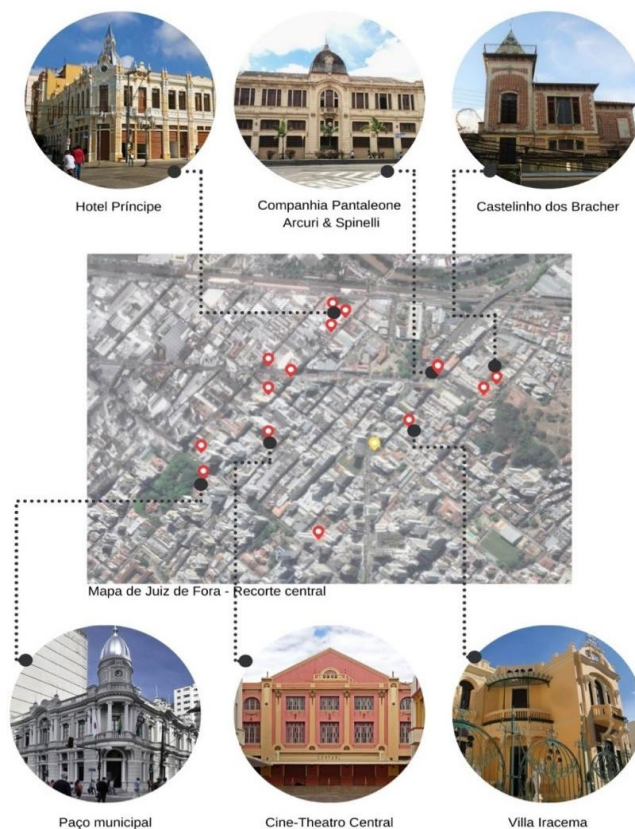 Hotel Príncipe
Companhia Pantaleone
Arcuri & Spinelli
Castelinho dos Bracher
Mapa de Juiz de Fora - Recorte central
Paço municipal
Cine-Theatro Central
Villa Iracema